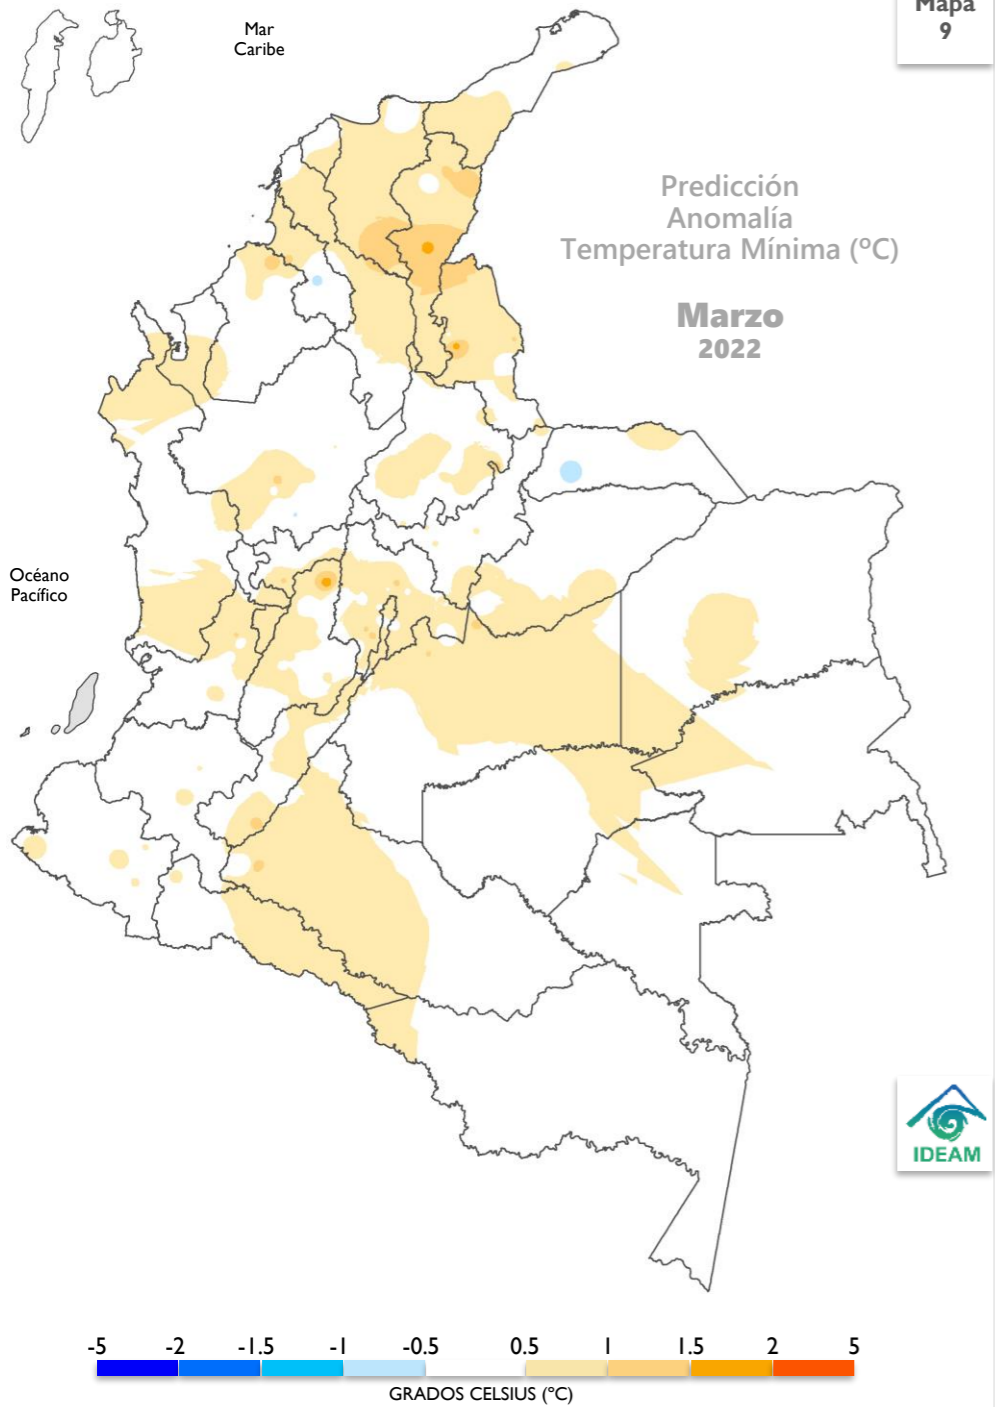 Mapa
9
Mar
Caribe
Predicción
Anomalía
Temperatura Mínima (ºC)
Marzo
2022
Océano
Pacífico
IDEAM
-5 -2 -1.5 -1 -0.5 0.5 1 1.5 2 5
GRADOS CELSIUS (ºC)